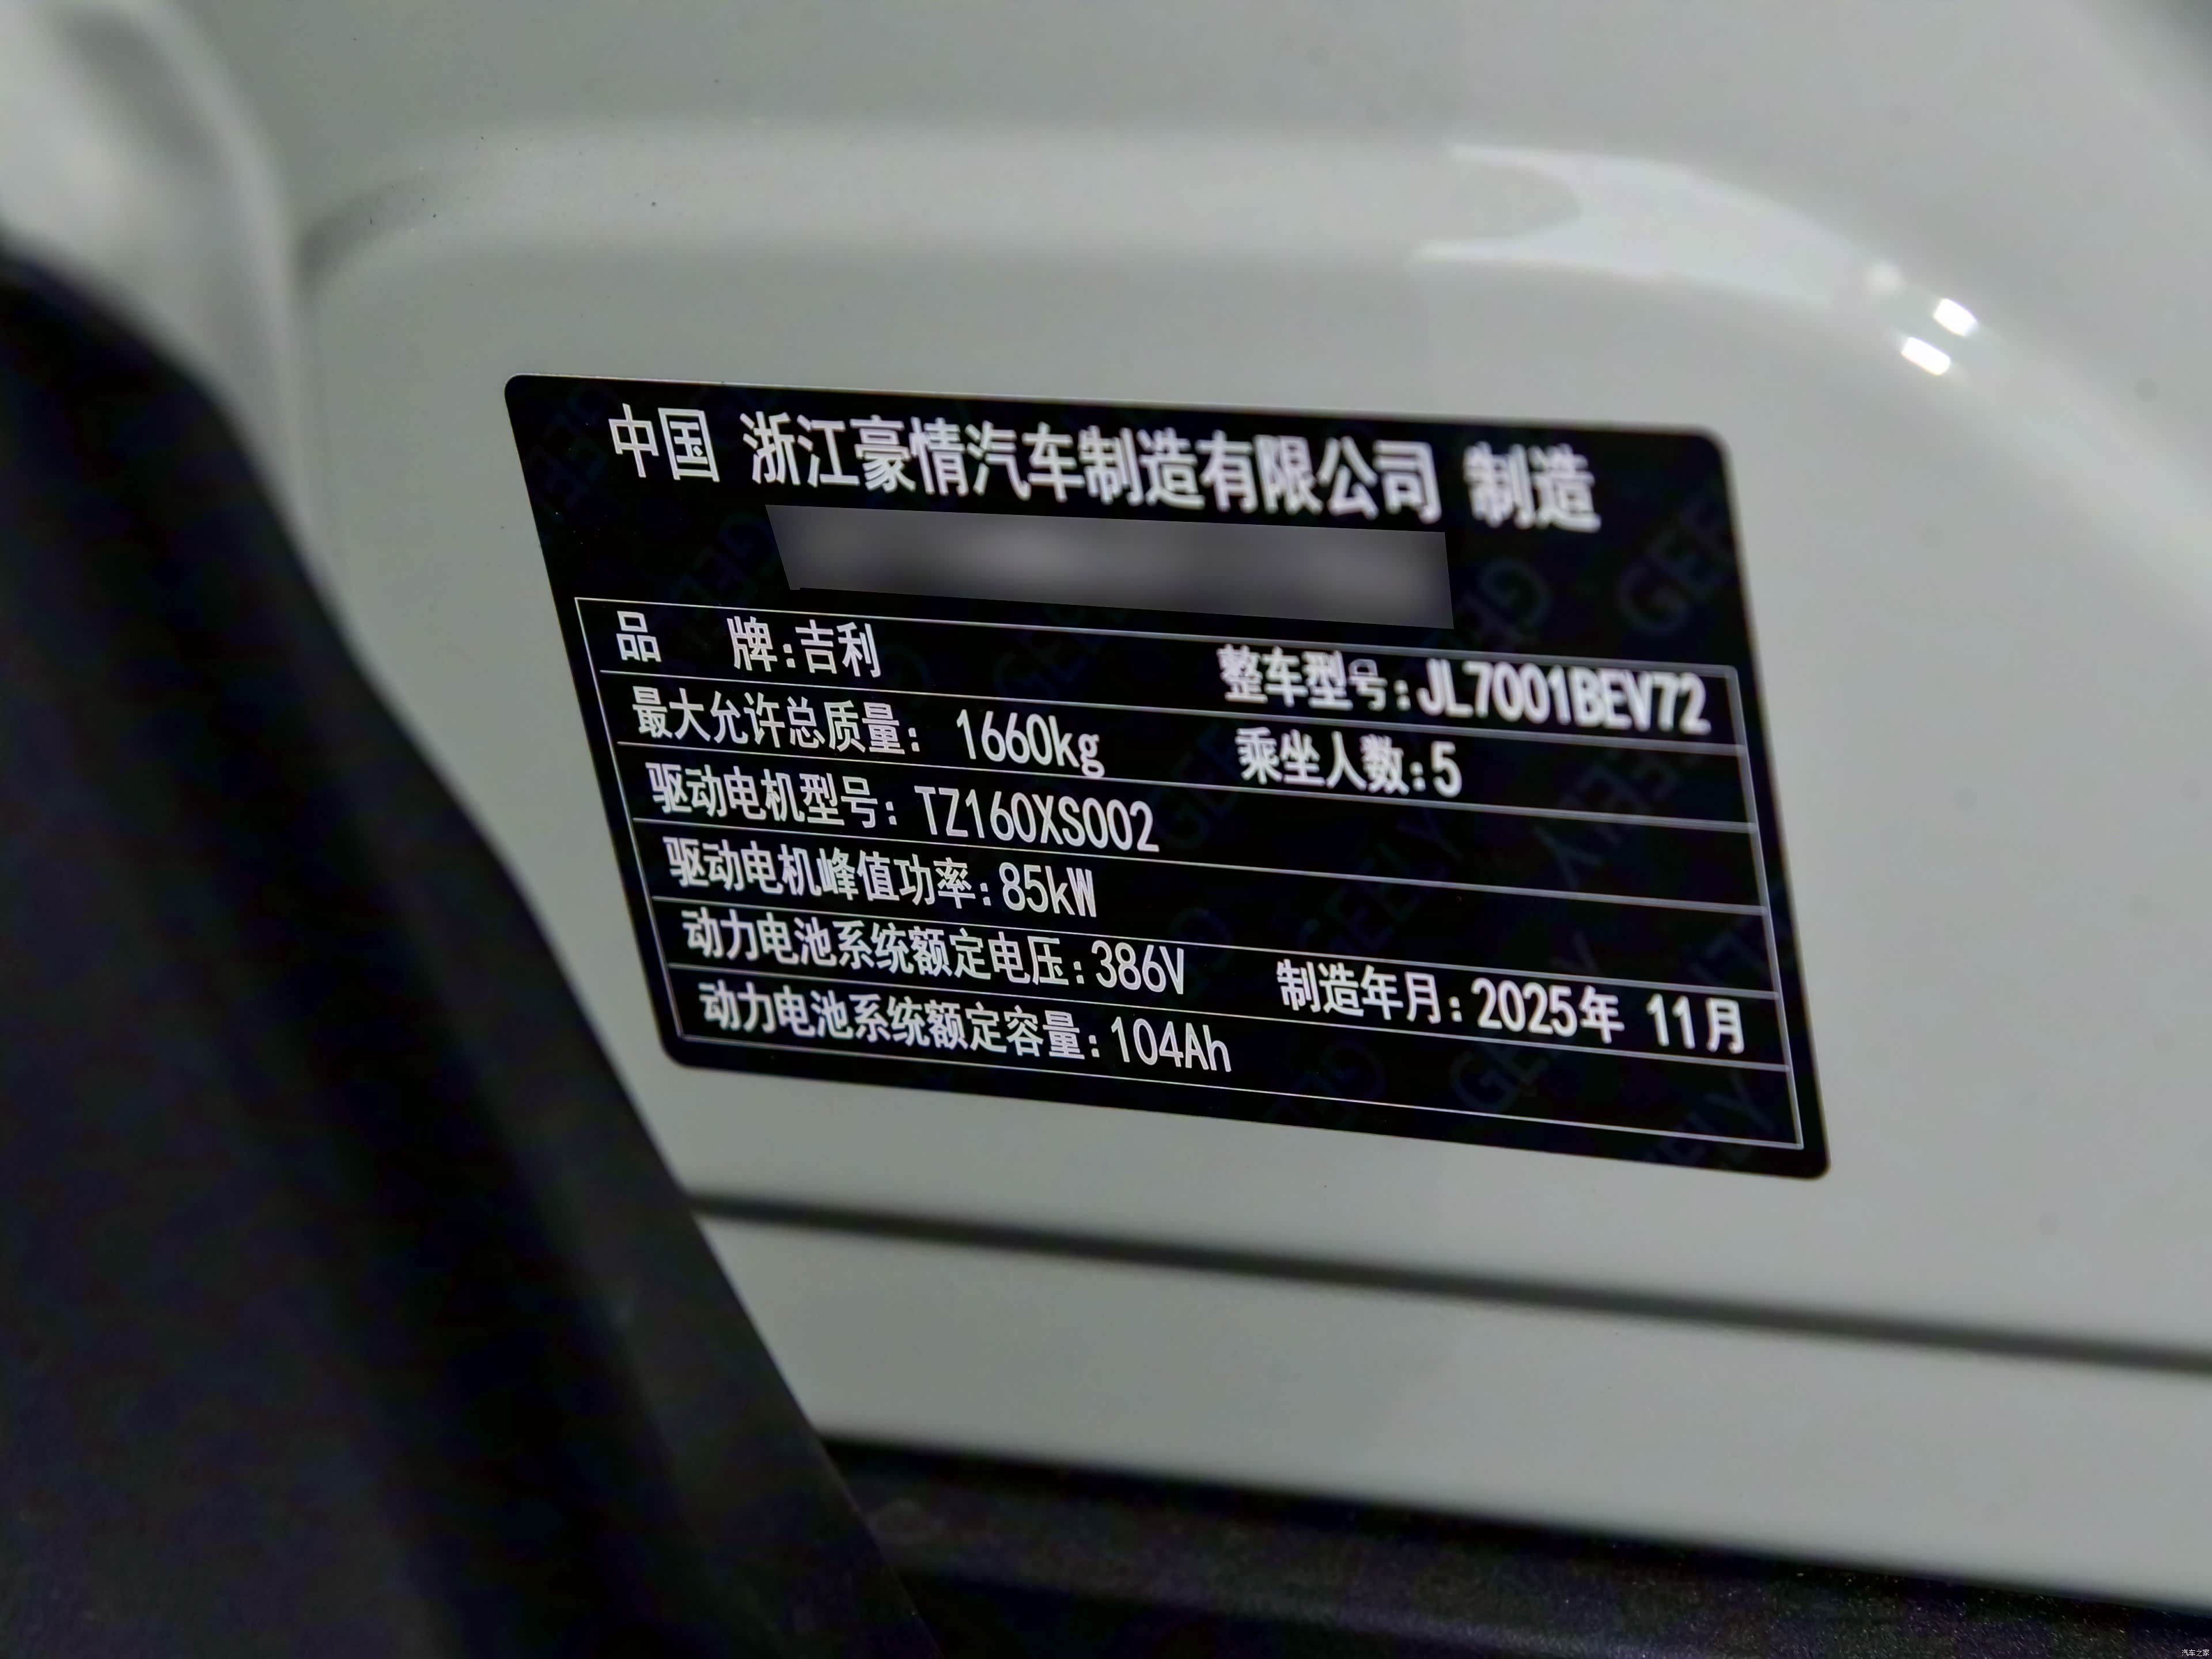 中国 浙江豪情汽车制造有限公司 制造
品 牌:吉利 整车型号:JL7001BEV72
最大允许总质量: 1660kg 乘坐人数:5
驱动电机型号: TZ160XS002
驱动电机峰值功率:85kW
动力电池系统额定电压:386V 制造年月:2025年 11月
动力电池系统额定容量:104Ah
汽车之家